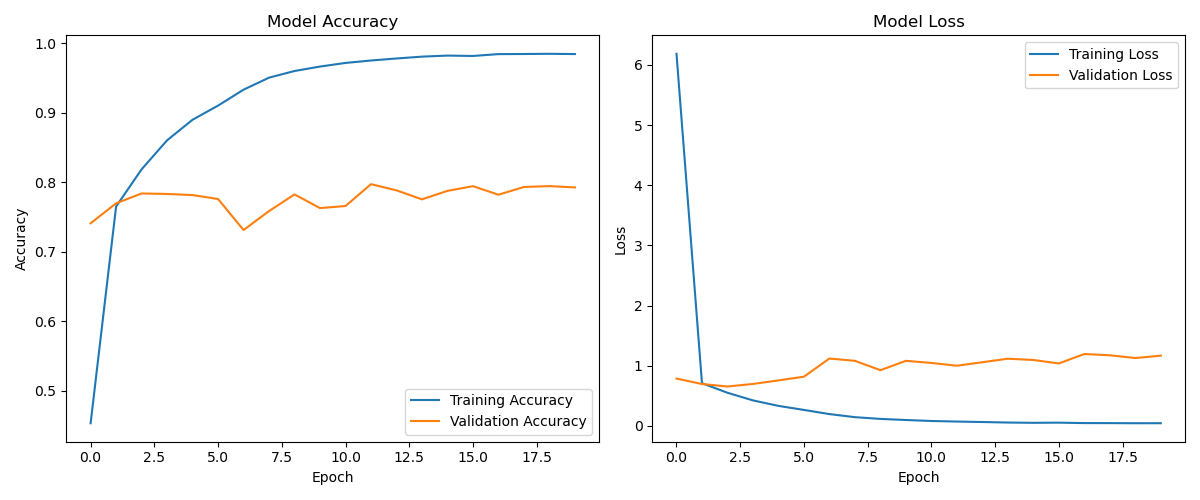 Model Accuracy
1.0
0.9
0.8
0.7
0.6
0.5
Accuracy
Training Accuracy
Validation Accuracy
0.0 2.5 5.0 7.5 10.0 12.5 15.0 17.5
Epoch
Model Loss
6
5
4
3
2
1
0
Loss
Training Loss
Validation Loss
0.0 2.5 5.0 7.5 10.0 12.5 15.0 17.5
Epoch